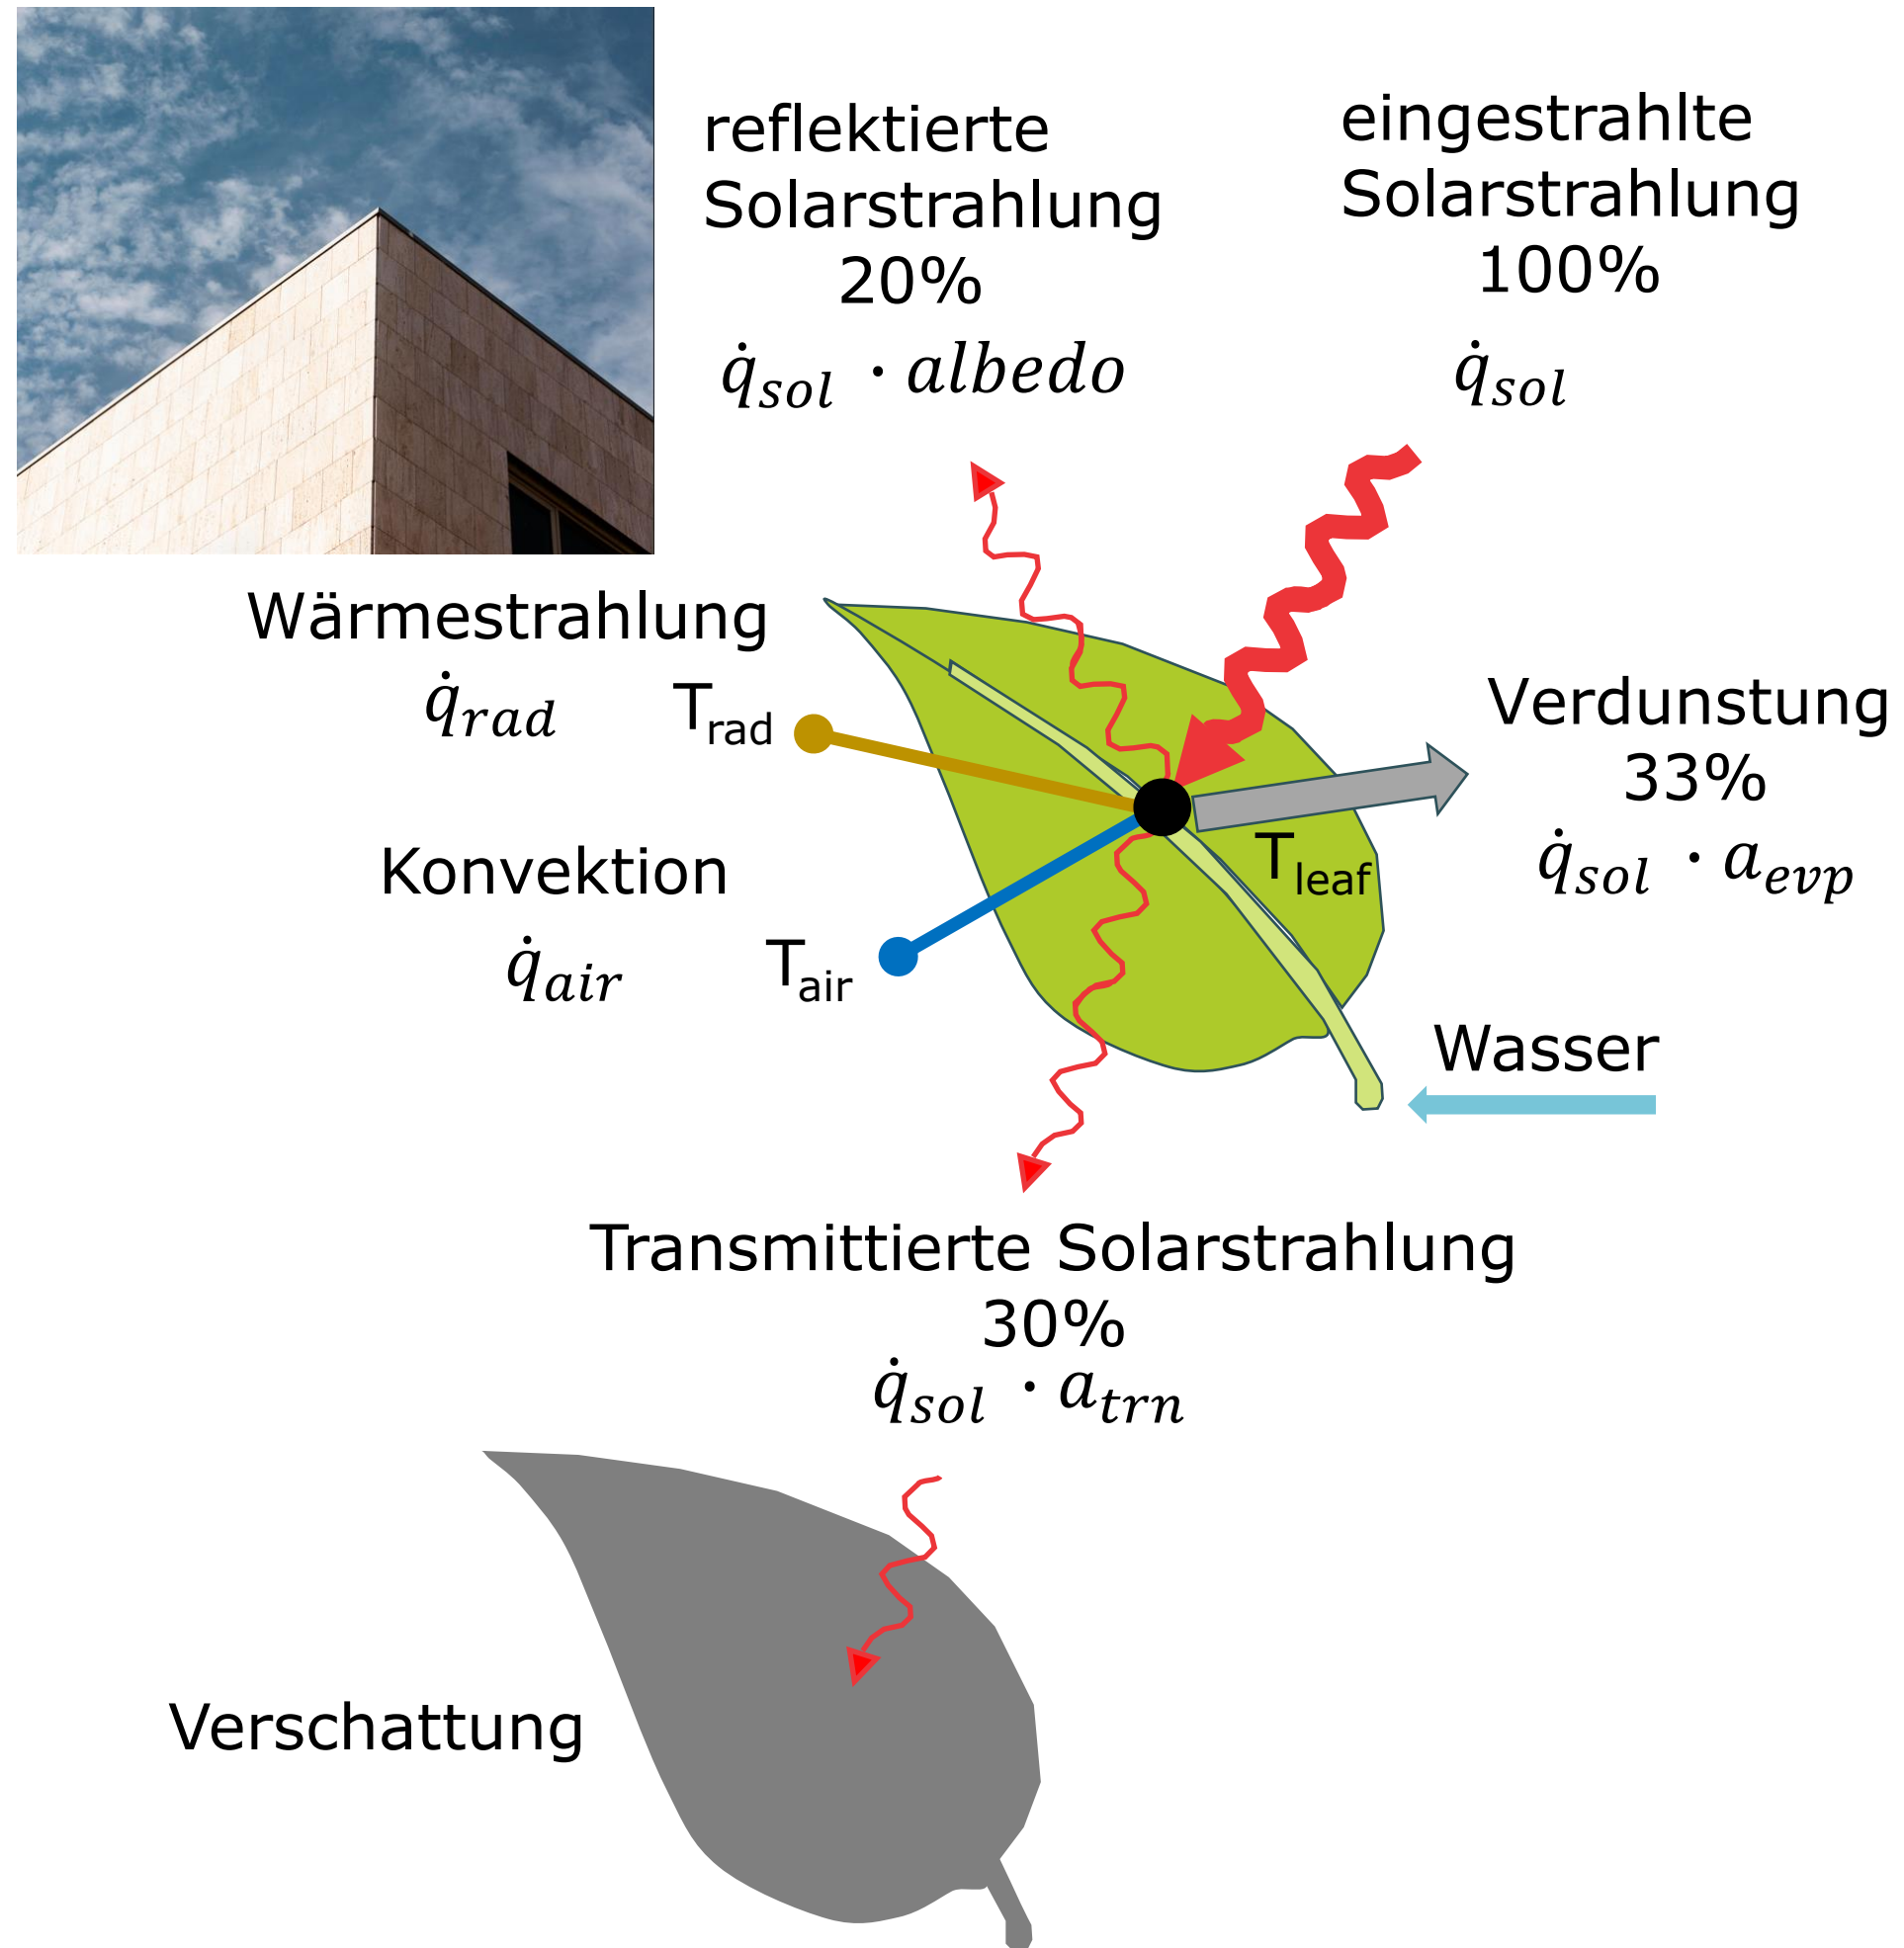 reflektierte
Solarstrahlung
20%
q̇sol · albedo
eingestrahlte
Solarstrahlung
100%
q̇sol
Wärmestrahlung
q̇rad
Trad
Verdunstung
33%
q̇sol · aevp
Tleaf
Konvektion
q̇air
Tair
Wasser
Transmittierte Solarstrahlung
30%
q̇sol · atrn
Verschattung